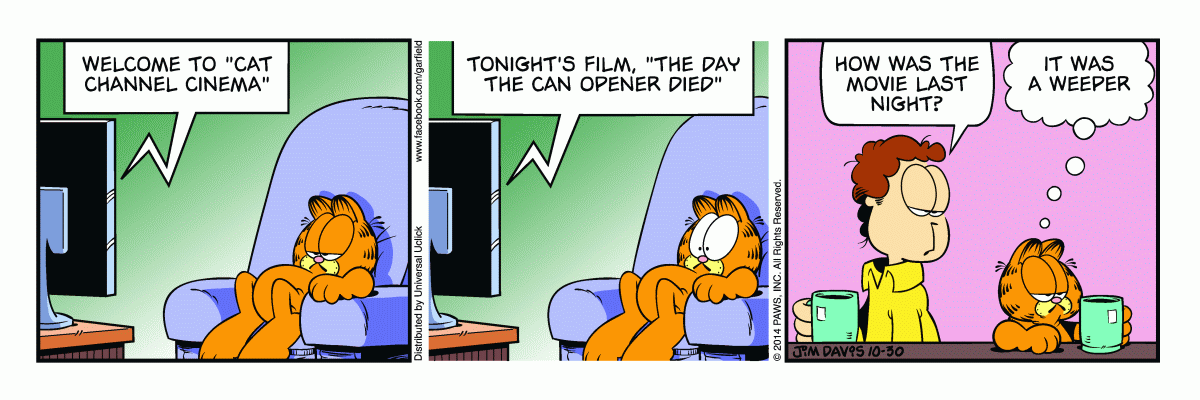 WELCOME TO "CAT
CHANNEL CINEMA"
www.facebook.com/garfield
Distributed by Universal Uclick
TONIGHT'S FILM, "THE DAY
THE CAN OPENER DIED"
© 2014 PAWS, INC. All Rights Reserved.
HOW WAS THE
MOVIE LAST
NIGHT?
IT WAS
A WEEPER
JIM DAVIS 10-30